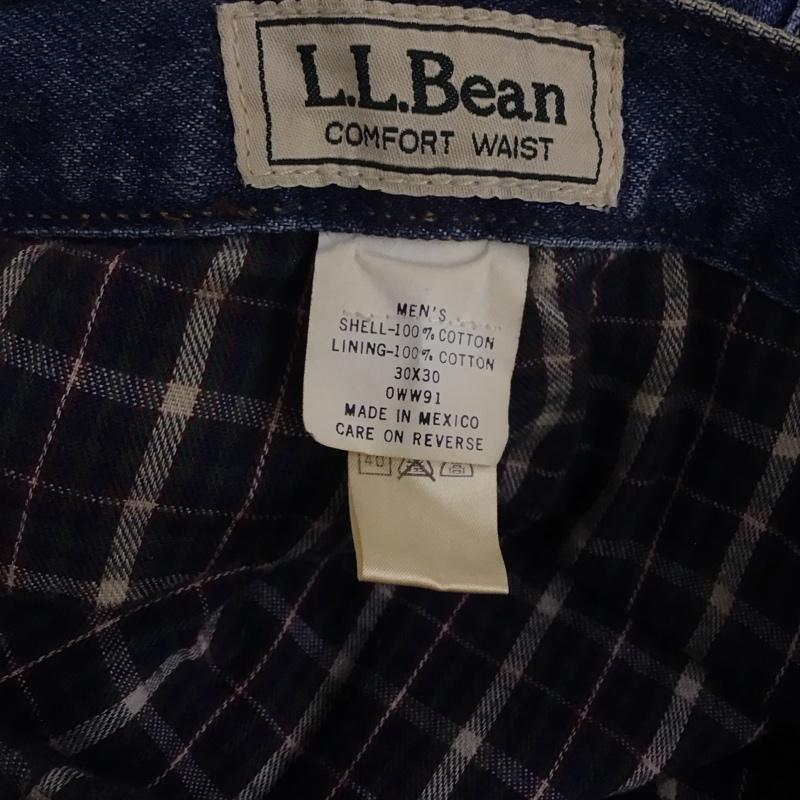 L.L.Bean
COMFORT WAIST
MEN'S
SHELL-100% COTTON
LINING-100% COTTON
30X30
0WW91
MADE IN MEXICO
CARE ON REVERSE
40